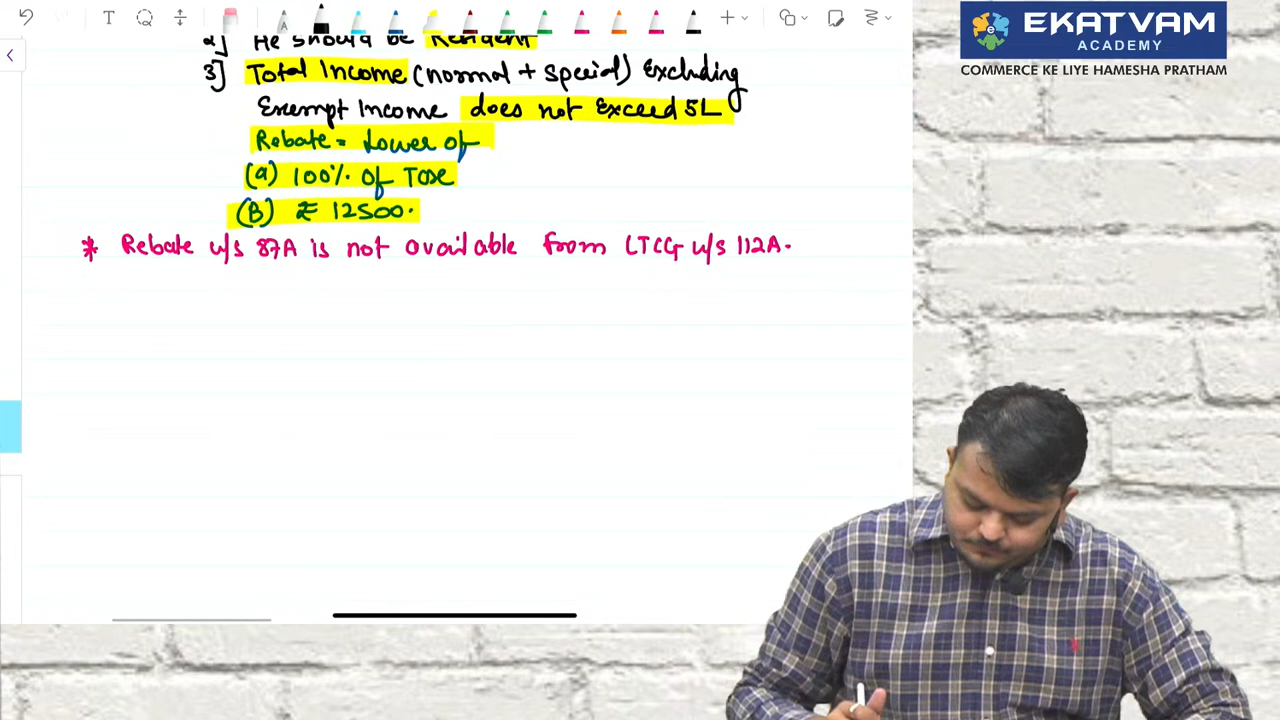 2] He should be Resident
3] Total Income (normal + special) Excluding
Exempt Income does not Exceed 5L
Rebate = Lower of
(a) 100% of Tax
(B) ₹ 12500.
* Rebate u/s 87A is not available from LTCG u/s 112A.
EKATVAM
ACADEMY
COMMERCE KE LIYE HAMESHA PRATHAM